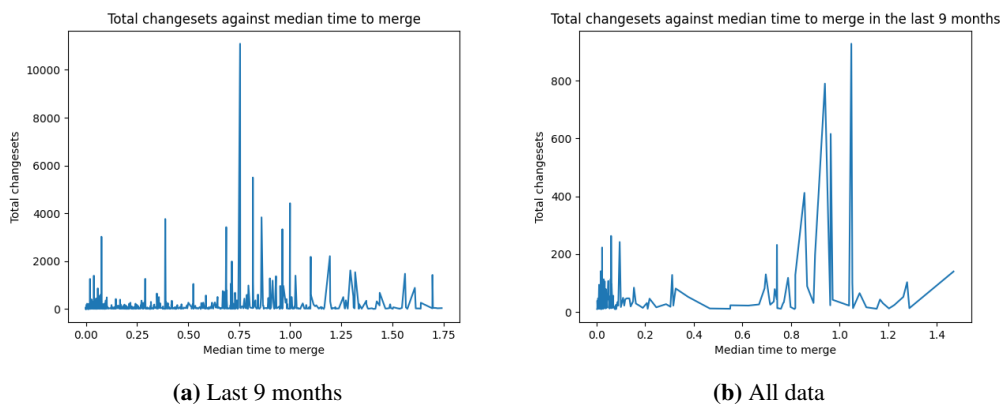 Total changesets against median time to merge
Total changesets
10000
8000
6000
4000
2000
0
0.00 0.25 0.50 0.75 1.00 1.25 1.50 1.75
Median time to merge
(a) Last 9 months
Total changesets against median time to merge in the last 9 months
Total changesets
800
600
400
200
0
0.0 0.2 0.4 0.6 0.8 1.0 1.2 1.4
Median time to merge
(b) All data